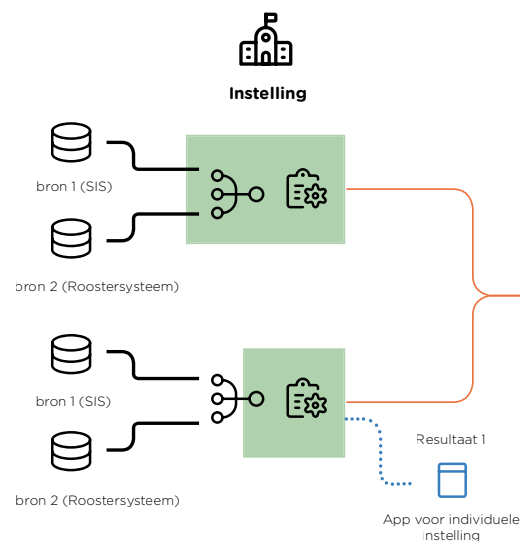 Instelling
bron 1 (SIS)
bron 2 (Roostersysteem)
bron 1 (SIS)
bron 2 (Roostersysteem)
Resultaat 1
App voor individuele
instelling